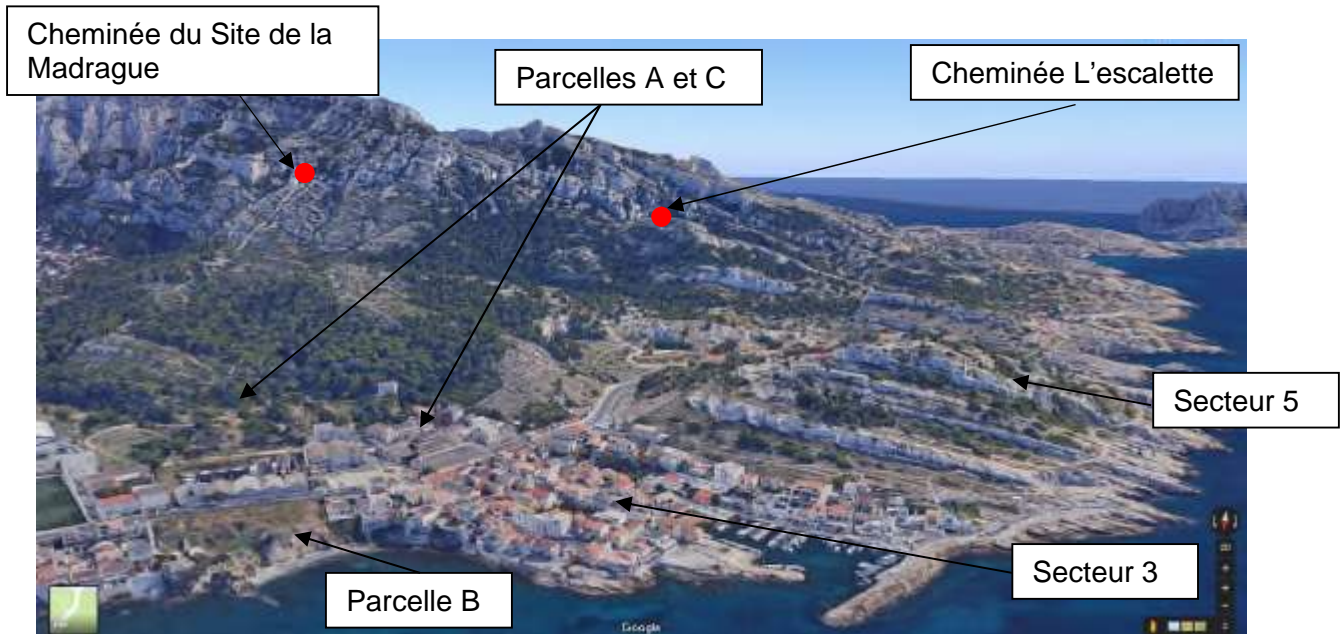 Cheminée du Site de la
Madrague
Parcelles A et C
Cheminée L'escalette
Secteur 5
Secteur 3
Parcelle B
Google